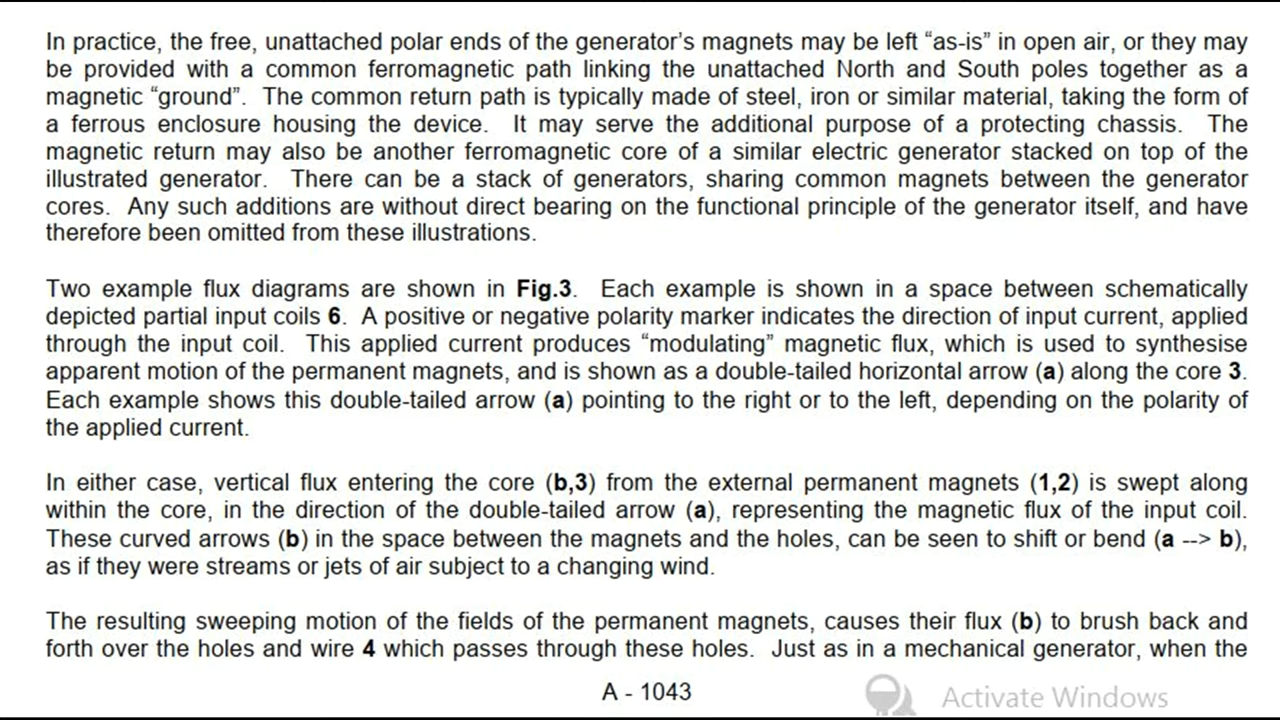 In practice, the free, unattached polar ends of the generator’s magnets may be left “as-is” in open air, or they may
be provided with a common ferromagnetic path linking the unattached North and South poles together as a
magnetic “ground”.  The common return path is typically made of steel, iron or similar material, taking the form of
a ferrous enclosure housing the device.  It may serve the additional purpose of a protecting chassis.  The
magnetic return may also be another ferromagnetic core of a similar electric generator stacked on top of the
illustrated generator.  There can be a stack of generators, sharing common magnets between the generator
cores.  Any such additions are without direct bearing on the functional principle of the generator itself, and have
therefore been omitted from these illustrations.
Two example flux diagrams are shown in Fig.3.  Each example is shown in a space between schematically
depicted partial input coils 6.  A positive or negative polarity marker indicates the direction of input current, applied
through the input coil.  This applied current produces “modulating” magnetic flux, which is used to synthesise
apparent motion of the permanent magnets, and is shown as a double-tailed horizontal arrow (a) along the core 3.
Each example shows this double-tailed arrow (a) pointing to the right or to the left, depending on the polarity of
the applied current.
In either case, vertical flux entering the core (b,3) from the external permanent magnets (1,2) is swept along
within the core, in the direction of the double-tailed arrow (a), representing the magnetic flux of the input coil.
These curved arrows (b) in the space between the magnets and the holes, can be seen to shift or bend (a --> b),
as if they were streams or jets of air subject to a changing wind.
The resulting sweeping motion of the fields of the permanent magnets, causes their flux (b) to brush back and
forth over the holes and wire 4 which passes through these holes.  Just as in a mechanical generator, when the
A - 1043
Activate Windows